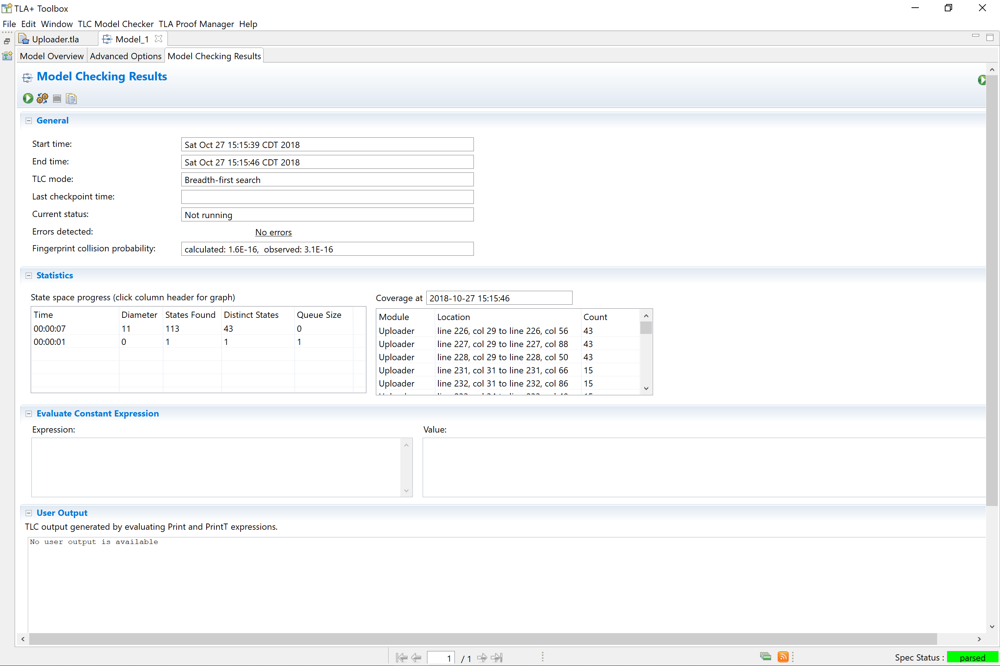 TLA+ Toolbox
File Edit Window TLC Model Checker TLA Proof Manager Help
Uploader.tla Model_1
Model Overview Advanced Options Model Checking Results
Model Checking Results
General
Start time: Sat Oct 27 15:15:39 CDT 2018
End time: Sat Oct 27 15:15:46 CDT 2018
TLC mode: Breadth-first search
Last checkpoint time:
Current status: Not running
Errors detected: No errors
Fingerprint collision probability: calculated: 1.6E-16, observed: 3.1E-16
Statistics
State space progress (click column header for graph)
Time Diameter States Found Distinct States Queue Size
00:00:07 11 113 43 0
00:00:01 0 1 1 1
Coverage at 2018-10-27 15:15:46
Module Location Count
Uploader line 226, col 29 to line 226, col 56 43
Uploader line 227, col 29 to line 227, col 88 43
Uploader line 228, col 29 to line 228, col 50 43
Uploader line 231, col 31 to line 231, col 66 15
Uploader line 232, col 31 to line 232, col 86 15
Evaluate Constant Expression
Expression: Value:
User Output
TLC output generated by evaluating Print and PrintT expressions.
No user output is available
1 / 1
Spec Status : parsed